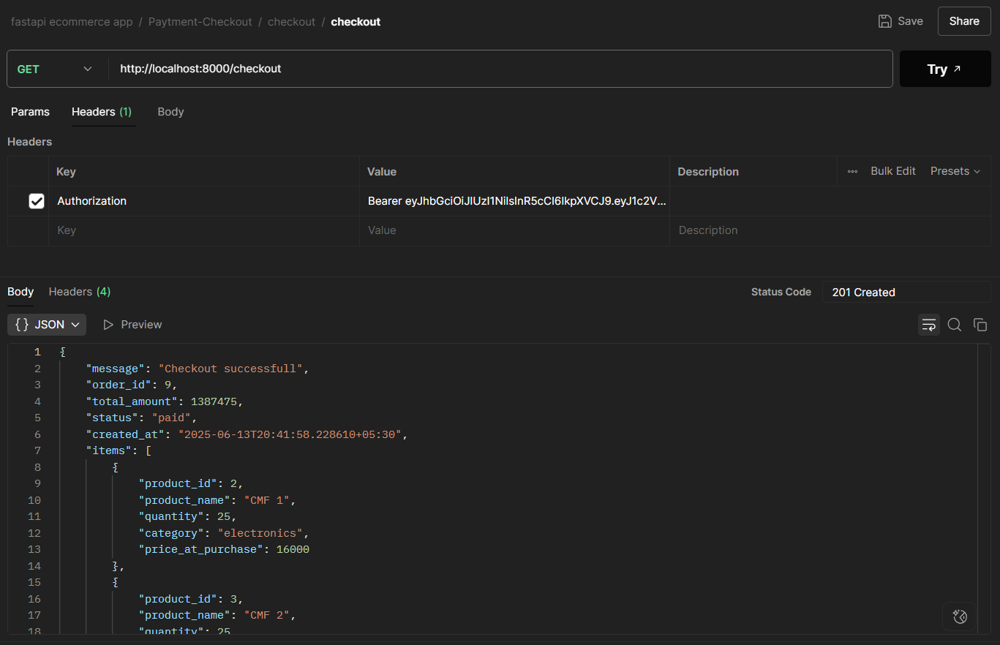 fastapi ecommerce app / Paytment-Checkout / checkout / checkout Save Share
GET http://localhost:8000/checkout Try ↗
Params Headers (1) Body
Headers
Key Value Description Bulk Edit Presets
Authorization Bearer eyJhbGciOiJIUzI1NiIsInR5cCI6IkpXVCJ9.eyJ1c2V...
Key Value Description
Body Headers (4) Status Code 201 Created
{} JSON Preview
1 {
2 "message": "Checkout successfull",
3 "order_id": 9,
4 "total_amount": 1387475,
5 "status": "paid",
6 "created_at": "2025-06-13T20:41:58.228610+05:30",
7 "items": [
8 {
9 "product_id": 2,
10 "product_name": "CMF 1",
11 "quantity": 25,
12 "category": "electronics",
13 "price_at_purchase": 16000
14 },
15 {
16 "product_id": 3,
17 "product_name": "CMF 2",
18 "quantity": 25